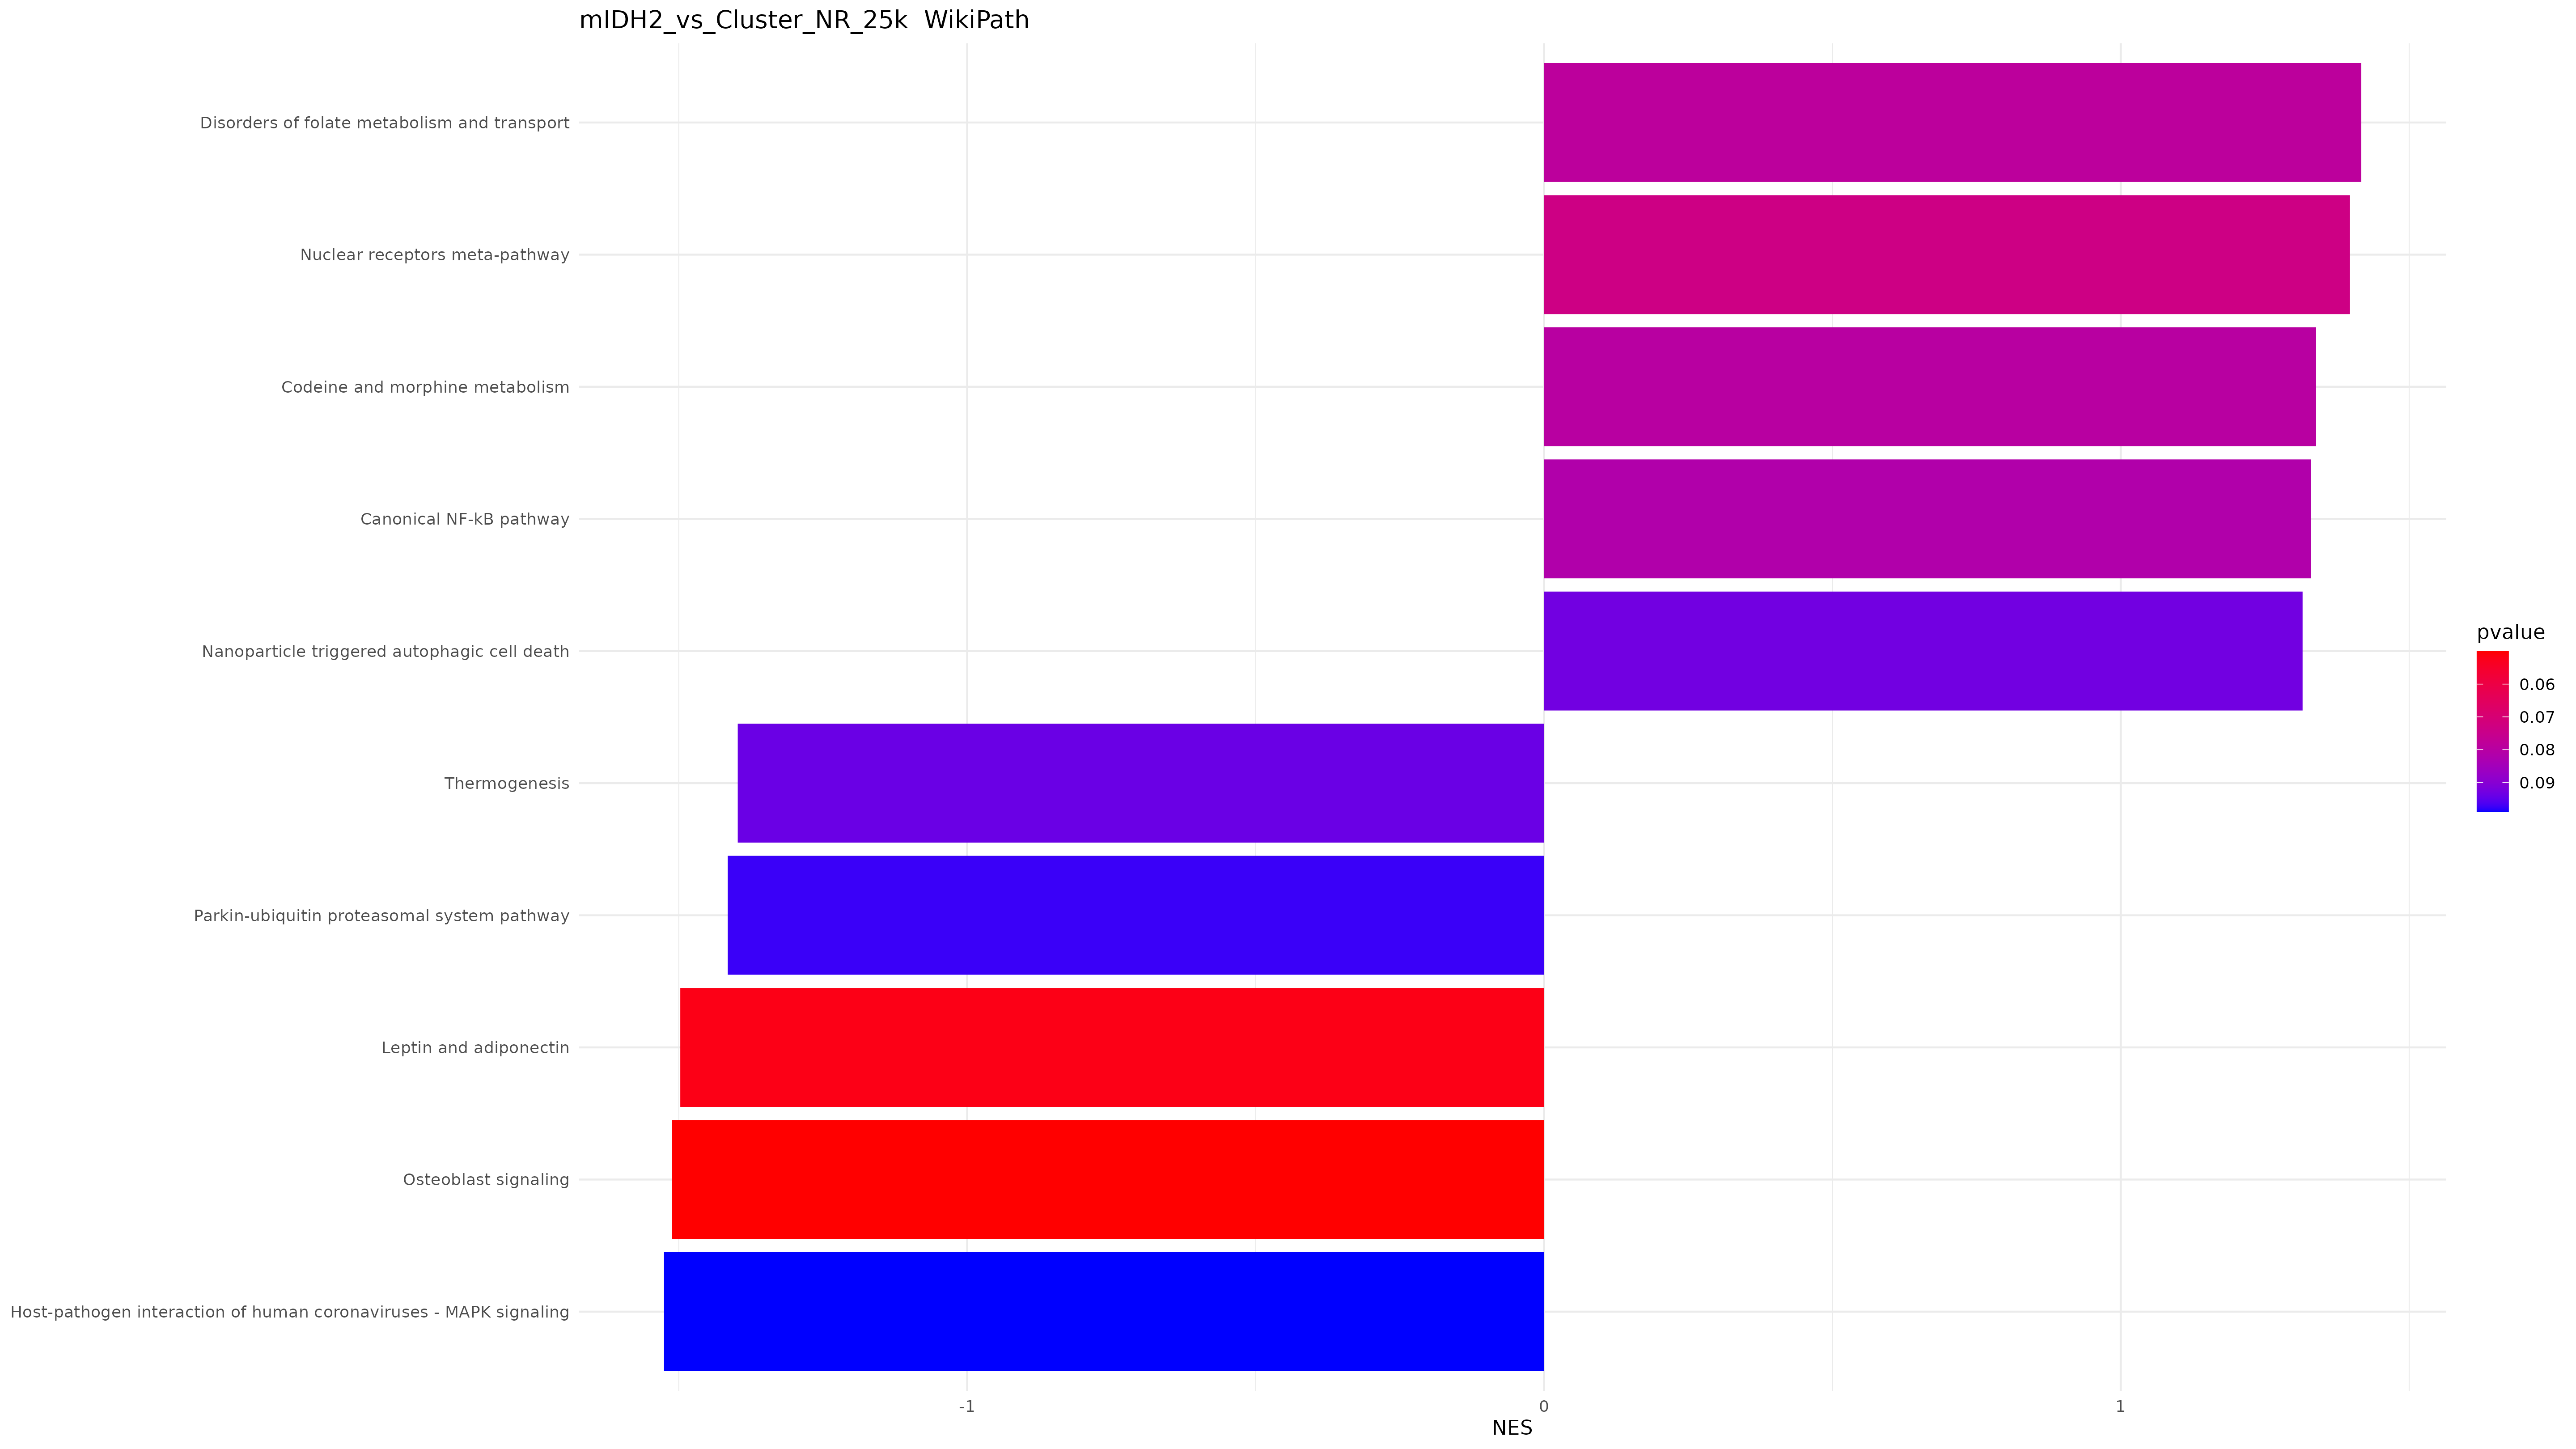 mIDH2_vs_Cluster_NR_25k  WikiPath
Disorders of folate metabolism and transport
Nuclear receptors meta-pathway
Codeine and morphine metabolism
Canonical NF-kB pathway
Nanoparticle triggered autophagic cell death
Thermogenesis
Parkin-ubiquitin proteasomal system pathway
Leptin and adiponectin
Osteoblast signaling
Host-pathogen interaction of human coronaviruses - MAPK signaling
-1
0
1
NES
pvalue
0.06
0.07
0.08
0.09